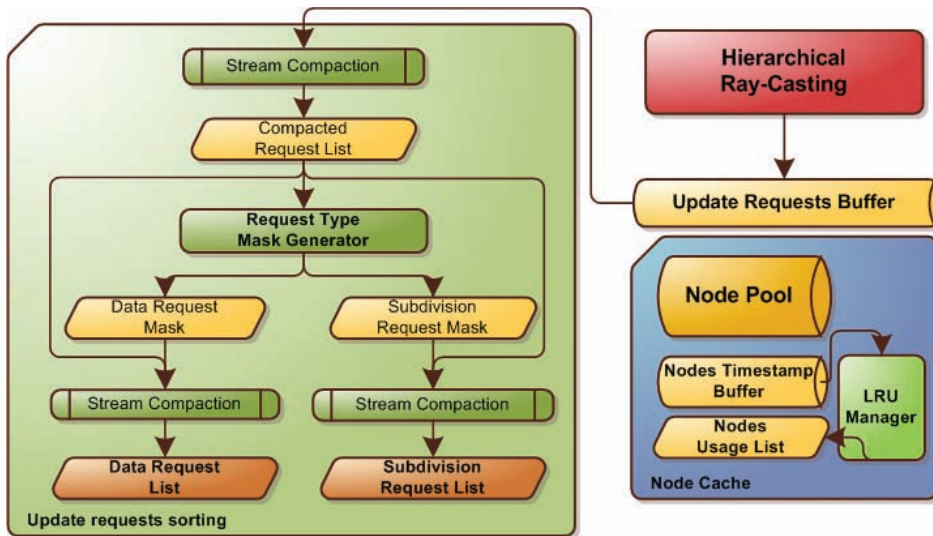 Stream Compaction
Compacted
Request List
Request Type
Mask Generator
Data Request
Mask
Subdivision
Request Mask
Stream Compaction
Stream Compaction
Data Request
List
Subdivision
Request List
Update requests sorting
Hierarchical
Ray-Casting
Update Requests Buffer
Node Pool
Nodes Timestamp
Buffer
LRU
Manager
Nodes
Usage List
Node Cache